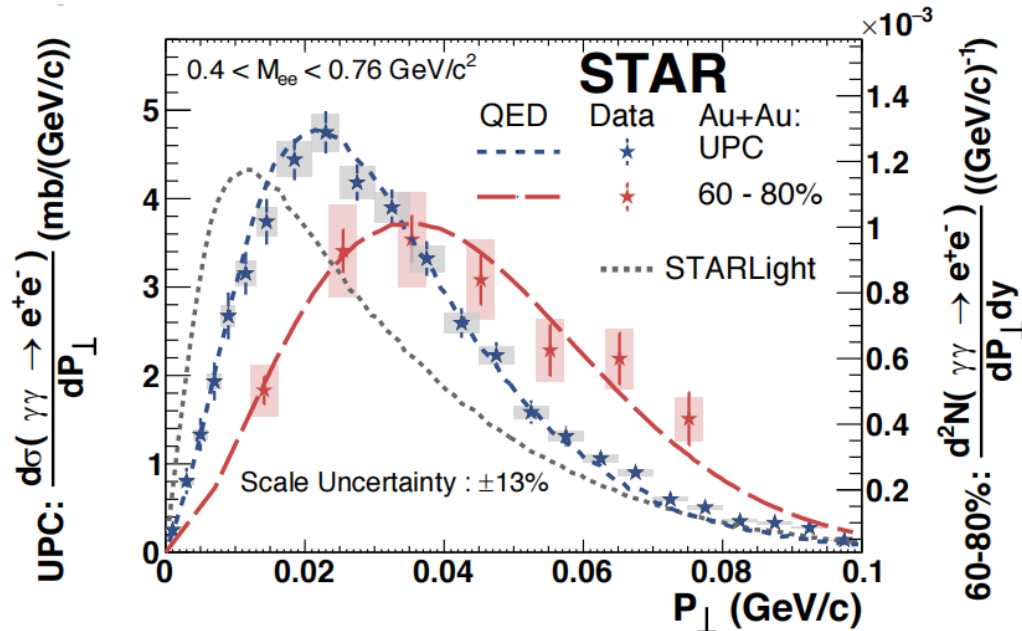 ×10⁻³
0.4 < M_ee < 0.76 GeV/c²
STAR
QED Data Au+Au:
UPC
60 - 80%
STARLight
Scale Uncertainty : ±13%
UPC: dσ( γγ → e⁺e⁻)/dP⊥ (mb/(GeV/c))
5
4
3
2
1
0
0 0.02 0.04 0.06 0.08 0.1
P⊥ (GeV/c)
1.4
1.2
1
0.8
0.6
0.4
0.2
60-80%: d²N( γγ → e⁺e⁻)/dP⊥dy ((GeV/c)⁻¹)